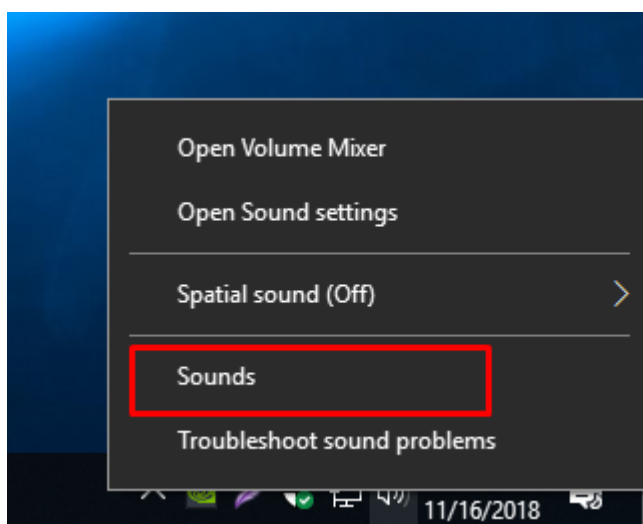 Open Volume Mixer
Open Sound settings
Spatial sound (Off)
Sounds
Troubleshoot sound problems
11/16/2018